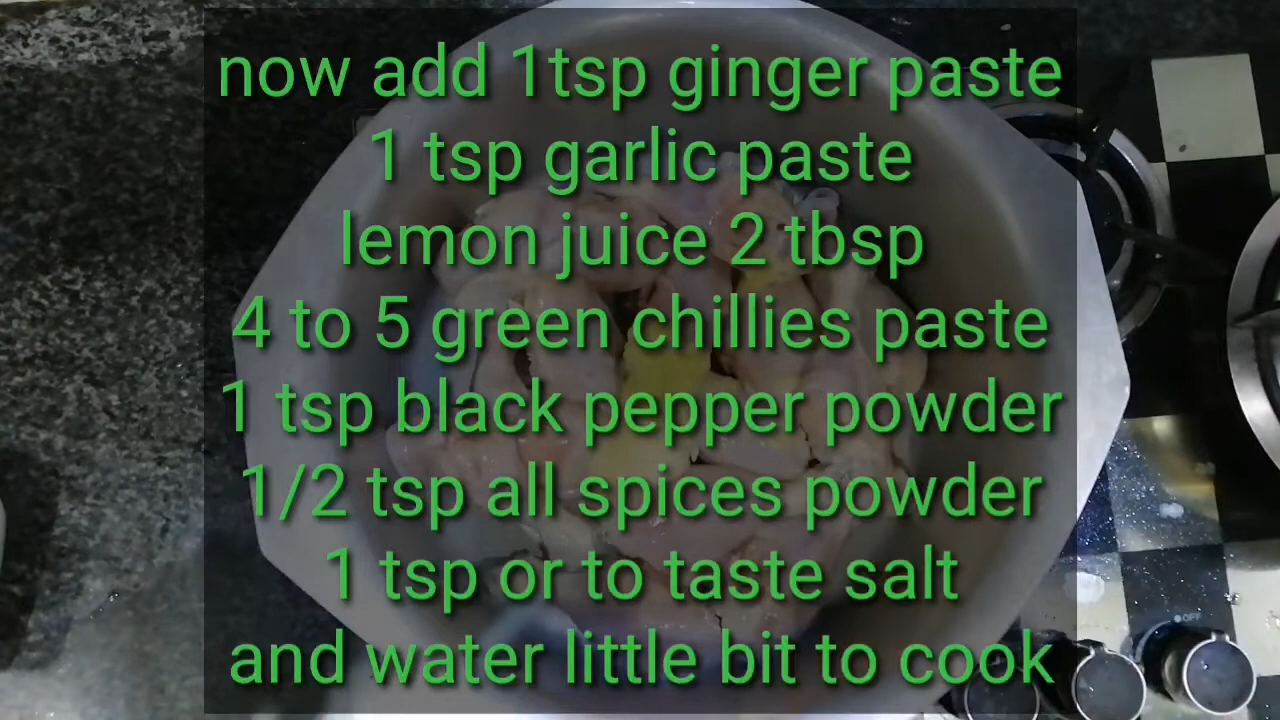 now add 1tsp ginger paste
1 tsp garlic paste
lemon juice 2 tbsp
4 to 5 green chillies paste
1 tsp black pepper powder
1/2 tsp all spices powder
1 tsp or to taste salt
and water little bit to cook
OFF